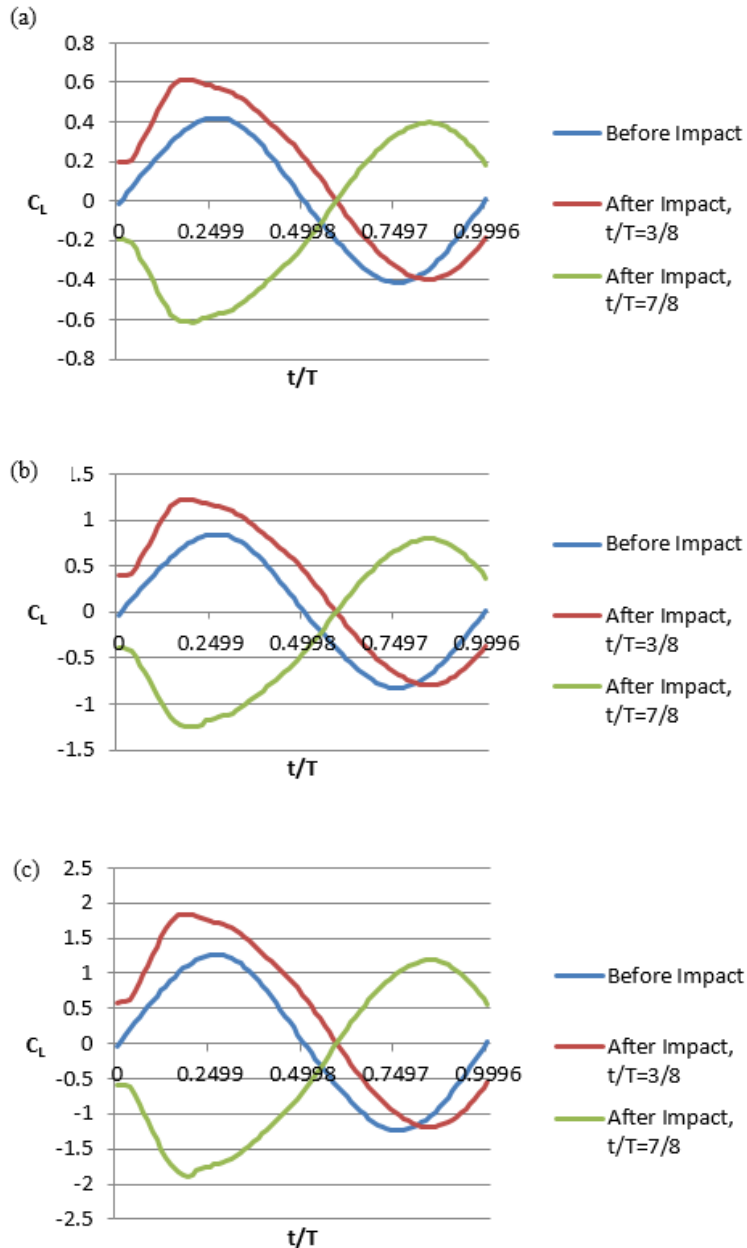 (a)
0.8
0.6
0.4
0.2
0
-0.2
-0.4
-0.6
-0.8
C_L
0 0.2499 0.4998 0.7497 0.9996
t/T
Before Impact
After Impact,
t/T=3/8
After Impact,
t/T=7/8
(b)
1.5
1
0.5
0
-0.5
-1
-1.5
C_L
0 0.2499 0.4998 0.7497 0.9996
t/T
Before Impact
After Impact,
t/T=3/8
After Impact,
t/T=7/8
(c)
2.5
2
1.5
1
0.5
0
-0.5
-1
-1.5
-2
-2.5
C_L
0 0.2499 0.4998 0.7497 0.9996
t/T
Before Impact
After Impact,
t/T=3/8
After Impact,
t/T=7/8